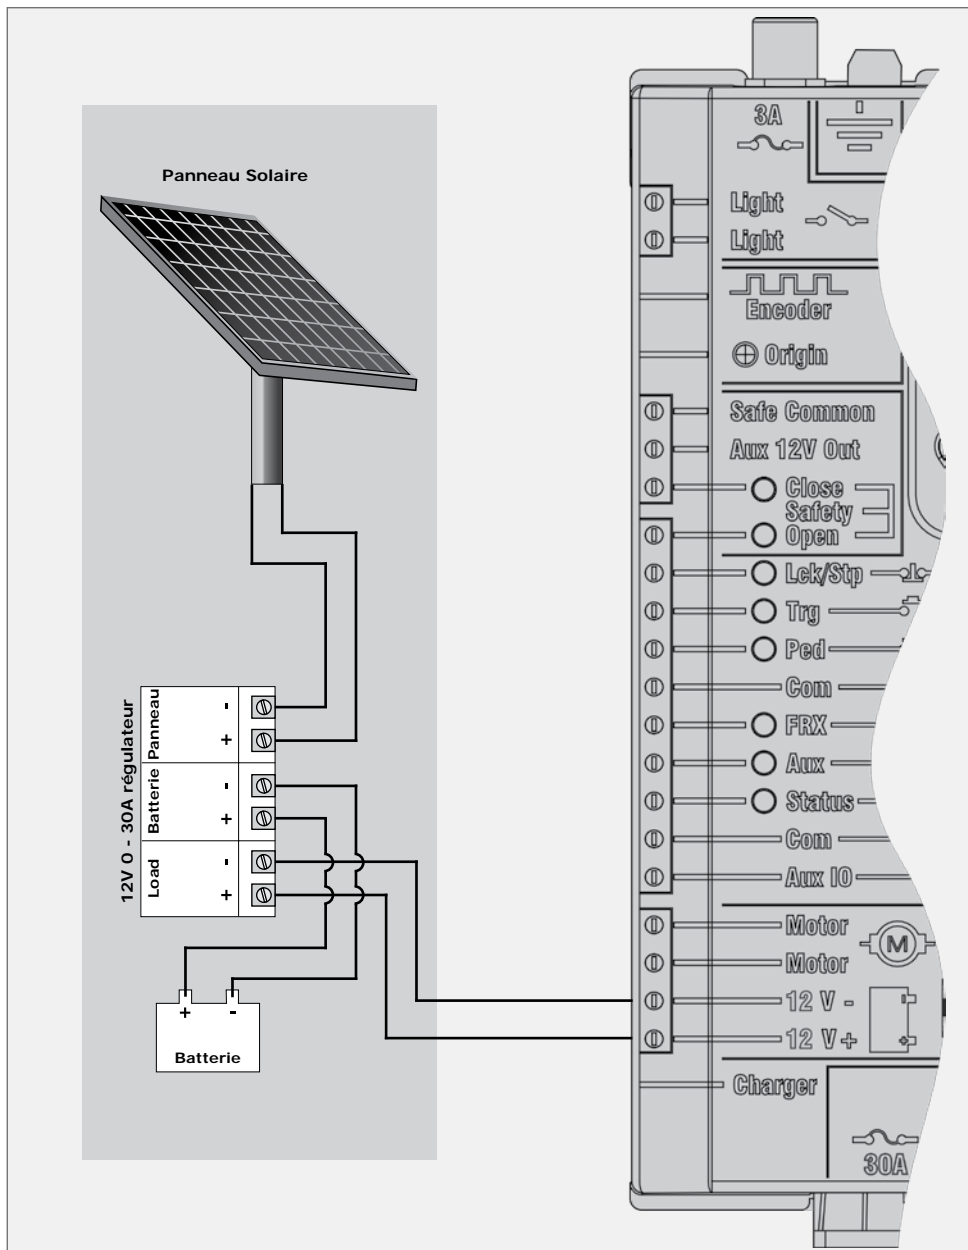 Panneau Solaire
12V 0 - 30A régulateur
Panneau
-
+
Batterie
-
+
Load
-
+
+ -
Batterie
3A
Light
Light
Encoder
Origin
Safe Common
Aux 12V Out
Close
Safety
Open
Lck/Stp
Trg
Ped
Com
FRX
Aux
Status
Com
Aux IO
Motor
M
Motor
12 V -
12 V +
Charger
30A